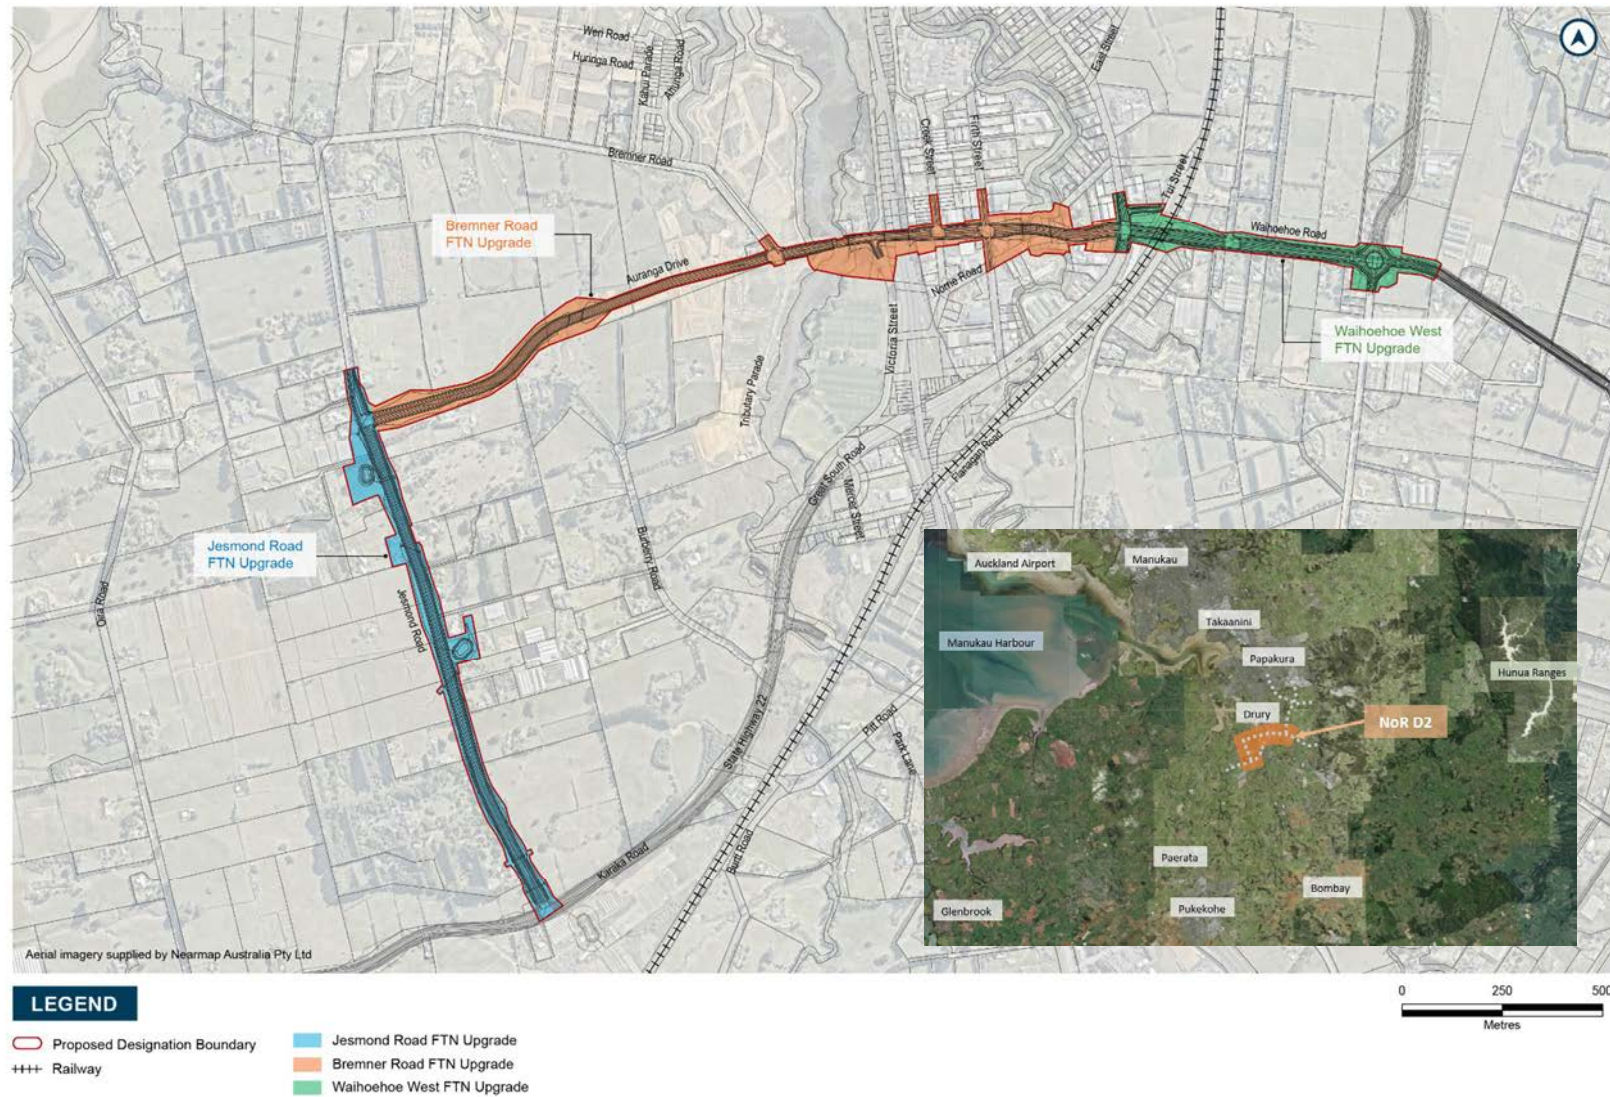 Weri Road
Huringa Road
Kahui Parade
Ahunga Road
East Street
Creek Street
Firth Street
Bremner Road
Tui Street
Bremner Road
FTN Upgrade
Waihoehoe Road
Auranga Drive
Norrie Road
Waihoehoe West
FTN Upgrade
Victoria Street
Tributary Parade
Great South Road
Flanagan Road
Mercer Street
Jesmond Road
FTN Upgrade
Burberry Road
Oira Road
Jesmond Road
State Highway 22
Pitt Road
Park Lane
Karaka Road
Burtt Road
Auckland Airport
Manukau
Takaanini
Manukau Harbour
Papakura
Hunua Ranges
Drury
NoR D2
Paerata
Bombay
Glenbrook
Pukekohe
Aerial imagery supplied by Nearmap Australia Pty Ltd
LEGEND
Proposed Designation Boundary
Railway
Jesmond Road FTN Upgrade
Bremner Road FTN Upgrade
Waihoehoe West FTN Upgrade
0 250 500
Metres